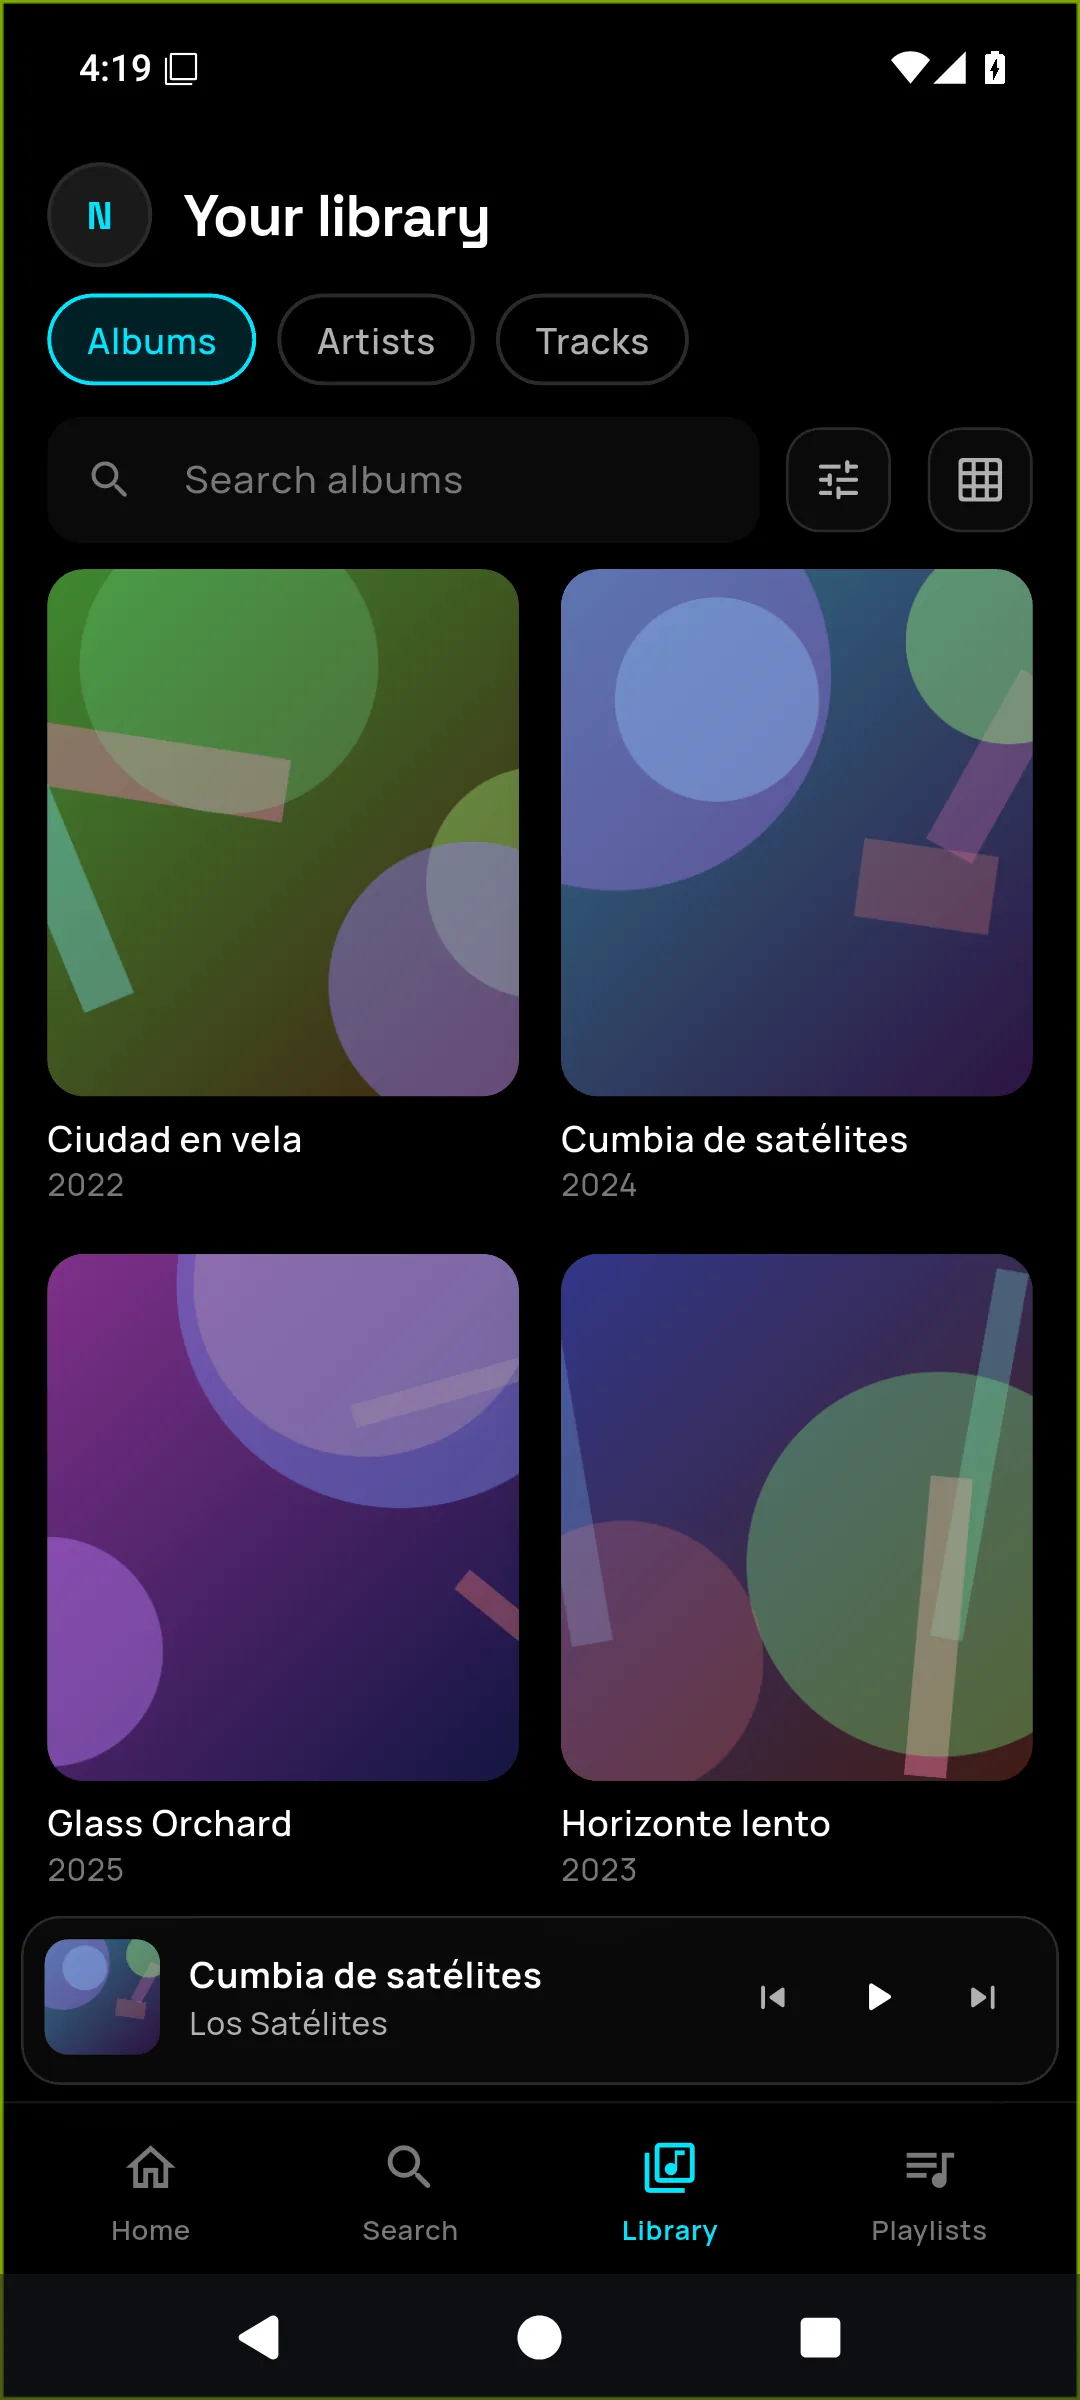 4:19
N
Your library
Albums
Artists
Tracks
Search albums
Ciudad en vela
2022
Cumbia de satélites
2024
Glass Orchard
2025
Horizonte lento
2023
Cumbia de satélites
Los Satélites
Home
Search
Library
Playlists